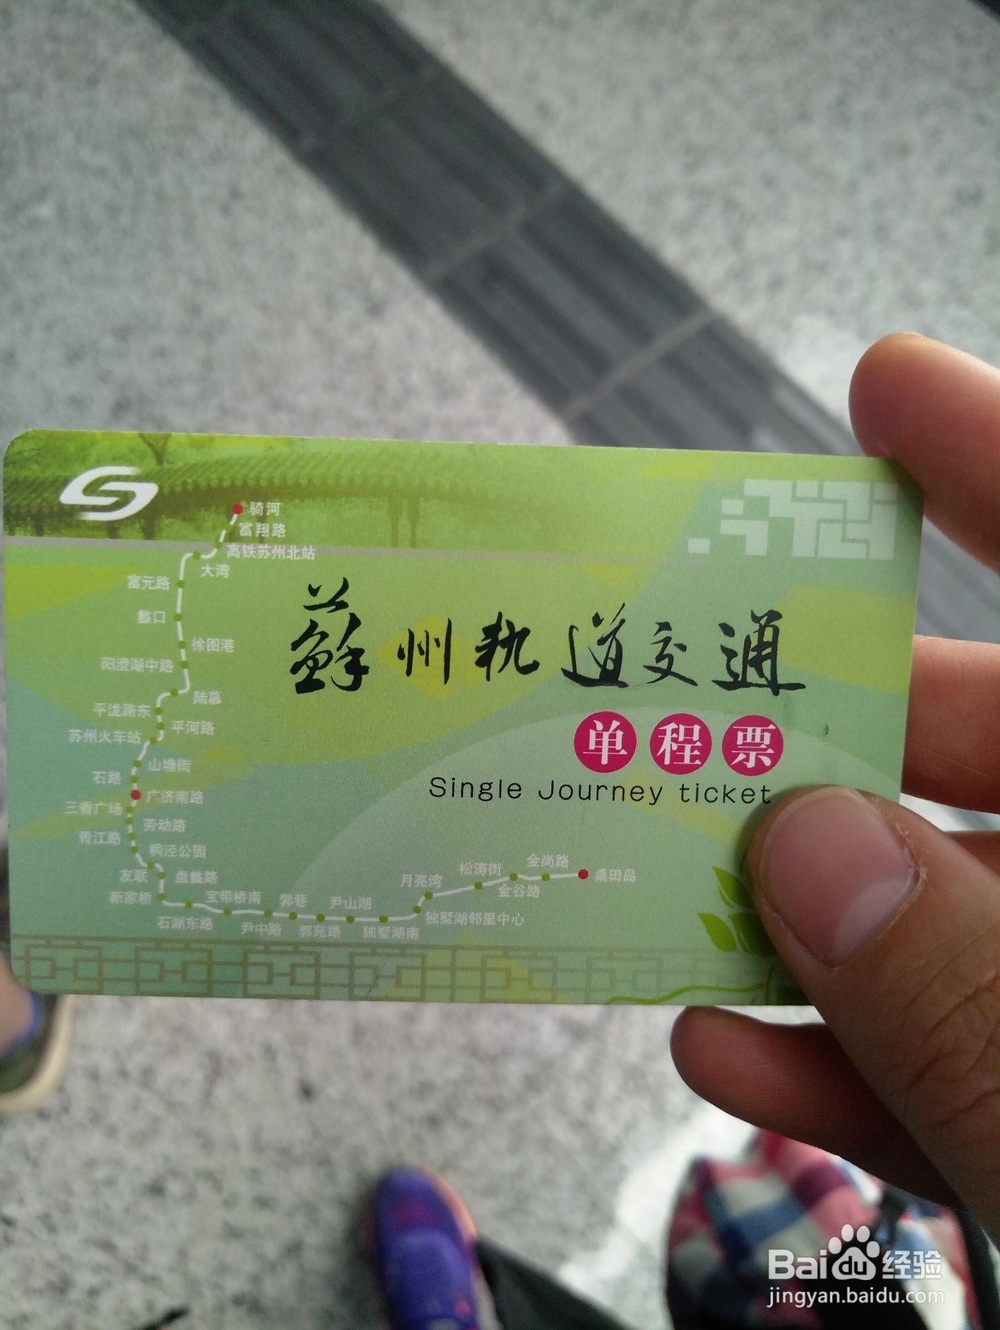 骑河
富翔路
高铁苏州北站
大湾
富元路
蠡口
徐图港
阳澄湖中路
陆慕
平泷路东
平河路
苏州火车站
山塘街
石路
广济南路
三香广场
劳动路
胥江路
桐泾公园
友联
盘蠡路
新家桥
石湖东路
宝带桥南
尹中路
郭巷
郭苑路
尹山湖
独墅湖南
独墅湖邻里中心
月亮湾
松涛街
金谷路
金尚路
桑田岛
蘇州轨道交通
单程票
Single Journey ticket
Baidu经验
jingyan.baidu.com